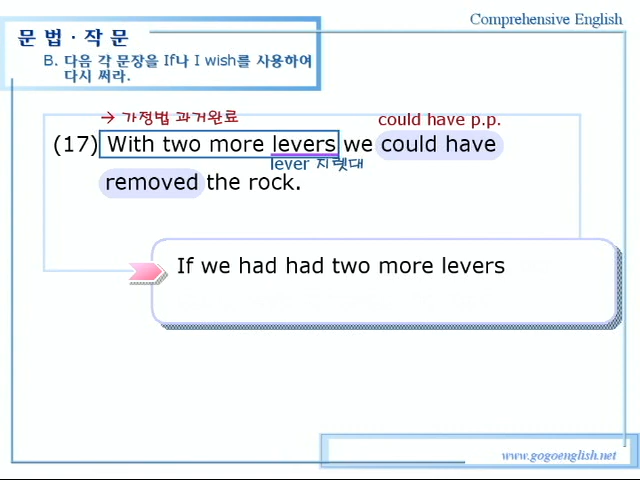 Comprehensive English
문 법 · 작 문
B. 다음 각 문장을 If나 I wish를 사용하여
다시 써라.
→ 가정법 과거완료
could have p.p.
(17) With two more levers we could have
lever 지렛대
removed the rock.
If we had had two more levers
www.gogoenglish.net